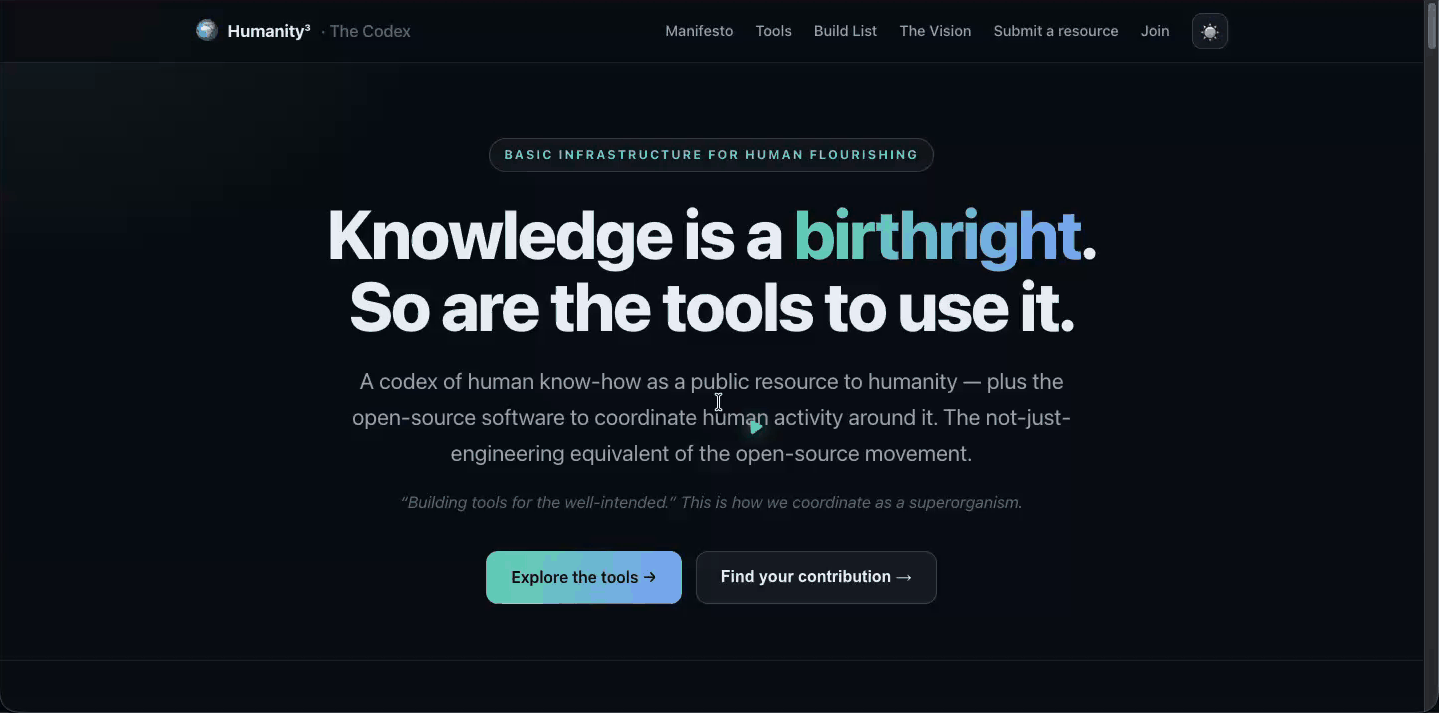 Humanity³ · The Codex
Manifesto Tools Build List The Vision Submit a resource Join
BASIC INFRASTRUCTURE FOR HUMAN FLOURISHING
Knowledge is a birthright.
So are the tools to use it.
A codex of human know-how as a public resource to humanity — plus the
open-source software to coordinate human activity around it. The not-just-
engineering equivalent of the open-source movement.
“Building tools for the well-intended.” This is how we coordinate as a superorganism.
Explore the tools → Find your contribution →